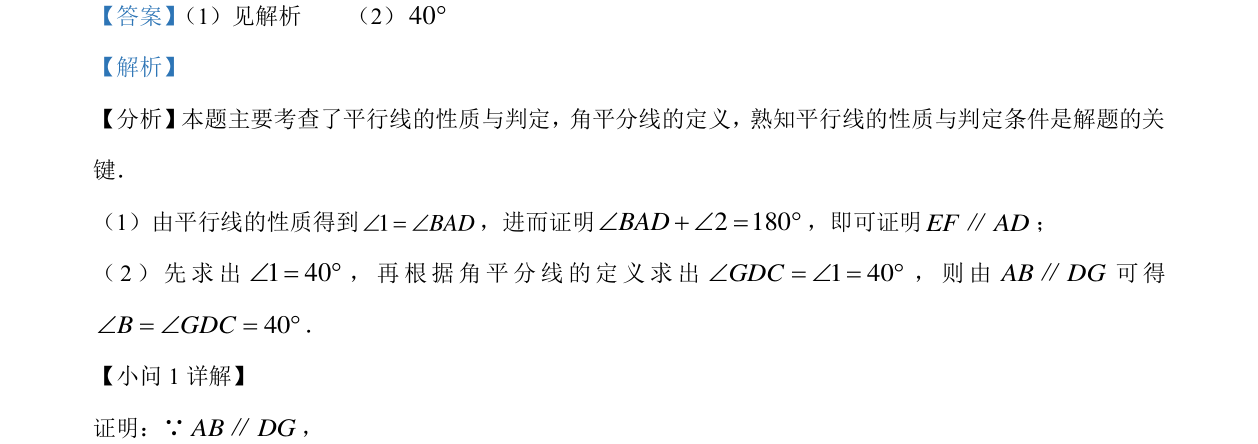 【答案】（1）见解析 （2）40°
【解析】
【分析】本题主要考查了平行线的性质与判定，角平分线的定义，熟知平行线的性质与判定条件是解题的关
键．
（1）由平行线的性质得到∠1=∠BAD，进而证明∠BAD+∠2=180°，即可证明EF∥AD；
（2）先求出∠1=40°，再根据角平分线的定义求出∠GDC=∠1=40°，则由AB∥DG可得
∠B=∠GDC=40°．
【小问1详解】
证明：∵AB∥DG，